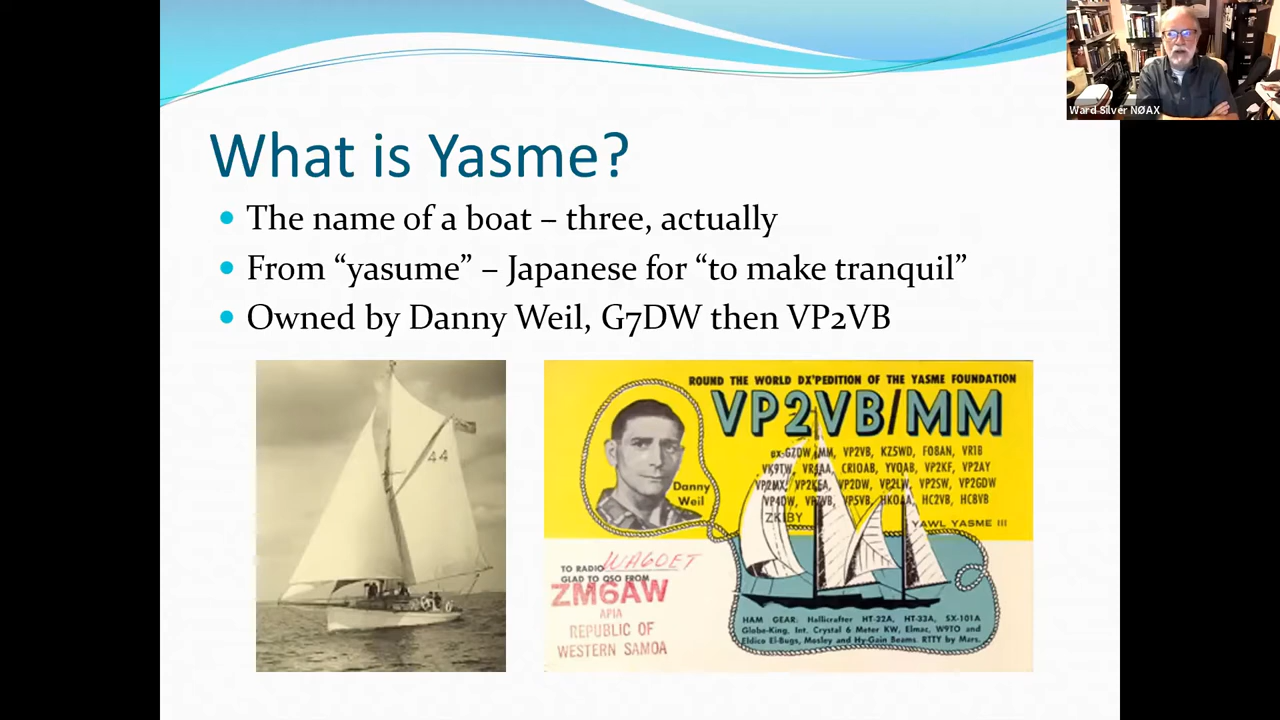 Ward Silver NØAX
What is Yasme?
• The name of a boat – three, actually
• From “yasume” – Japanese for “to make tranquil”
• Owned by Danny Weil, G7DW then VP2VB
44
ROUND THE WORLD DX'PEDITION OF THE YASME FOUNDATION
VP2VB/MM
ex-G7DW/MM, VP2VB, KZ5WD, FO8AN, VR1B
VK9TW, VR4AA, CR10AB, YV0AB, VP2KF, VP2AY
VP2MX, VP2KFA, VP2DW, VP2LW, VP2SW, VP2GDW
VP4DW, VP7VB, VP5VB, HK0AA, HC2VB, HC8VB
Danny
Weil
YAWL YASME III
TO RADIO
GLAD TO QSO FROM
ZM6AW
APIA
REPUBLIC OF
WESTERN SAMOA
HAM GEAR: Hallicrafter HT-32A, HT-33A, SX-101A
Globe-King, Int. Crystal 6 Meter KW, Elmac, W9TO and
Eldico El-Bugs, Mosley and Hy-Gain Beams. RTTY by Mars.